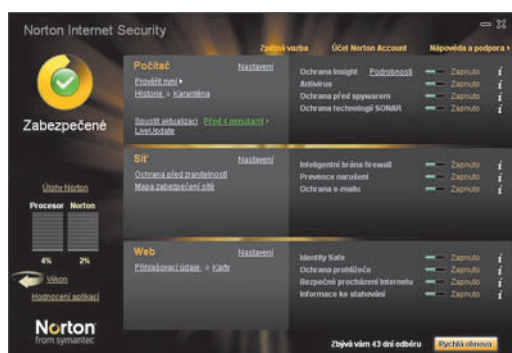 Norton Internet Security
Zpětná vazba Účet Norton Account Nápověda a podpora
Zabezpečené
Úlohy Norton
Procesor Norton
4% 2%
Výkon
Hodnocení aplikací
Norton
from symantec
Počítač Nastavení
Prověřit nyní
Historie a Karanténa
Spustit aktualizaci Před 4 minutami
LiveUpdate
Ochrana Insight Podrobnosti Zapnuto i
Antivirus Zapnuto i
Ochrana před spywarem Zapnuto i
Ochrana technologií SONAR Zapnuto i
Síť Nastavení
Ochrana před zranitelností
Mapa zabezpečení sítě
Inteligentní brána firewall Zapnuto i
Prevence narušení Zapnuto i
Ochrana e-mailu Zapnuto i
Web Nastavení
Přihlašovací údaje a Karty
Identity Safe Zapnuto i
Ochrana prohlížeče Zapnuto i
Bezpečné procházení Internetu Zapnuto i
Informace ke stahování Zapnuto i
Zbývá vám 43 dní odběru Rychlá obnova